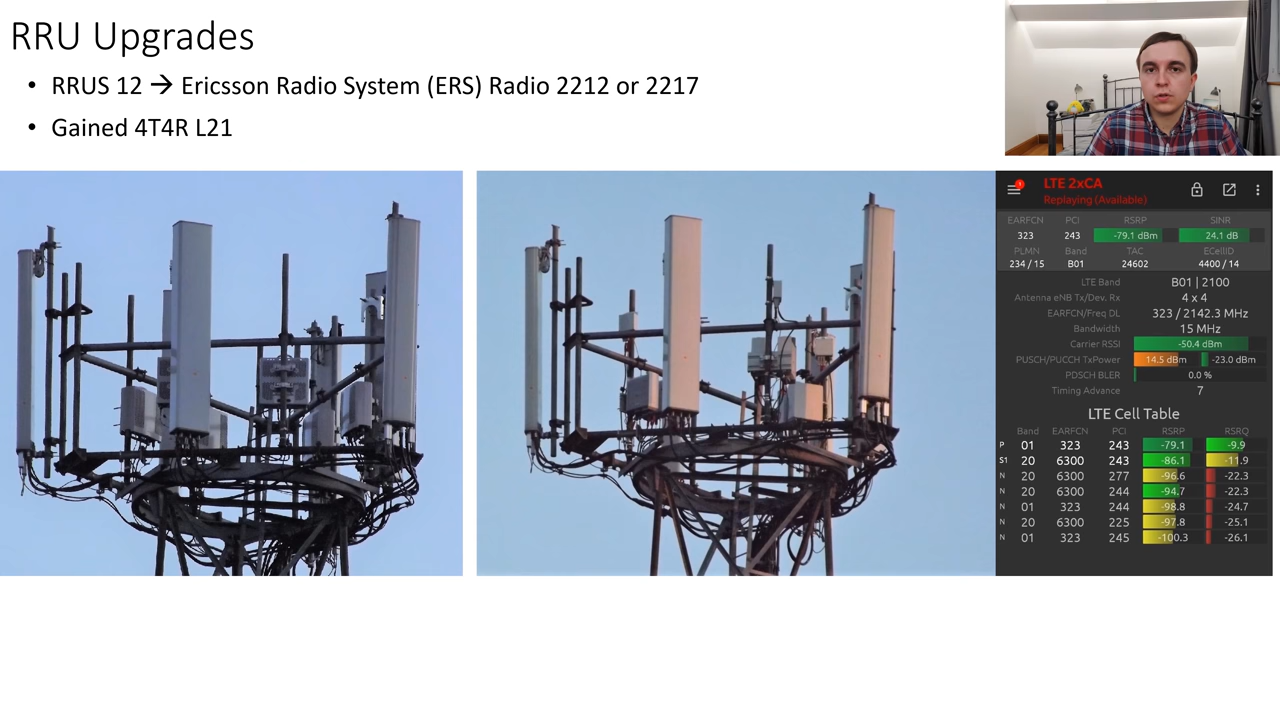 RRU Upgrades
• RRUS 12 → Ericsson Radio System (ERS) Radio 2212 or 2217
• Gained 4T4R L21
1
LTE 2xCA
Replaying (Available)
EARFCN PCI RSRP SINR
323 243 -79.1 dBm 24.1 dB
PLMN Band TAC ECellID
234 / 15 B01 24602 4400 / 14
LTE Band B01 | 2100
Antenna eNB Tx/Dev. Rx 4 x 4
EARFCN/Freq DL 323 / 2142.3 MHz
Bandwidth 15 MHz
Carrier RSSI -50.4 dBm
PUSCH/PUCCH TxPower 14.5 dBm -23.0 dBm
PDSCH BLER 0.0 %
Timing Advance 7
LTE Cell Table
Band EARFCN PCI RSRP RSRQ
P 01 323 243 -79.1 -9.9
S1 20 6300 243 -86.1 -11.9
N 20 6300 277 -96.6 -22.3
N 20 6300 244 -94.7 -22.3
N 01 323 244 -98.8 -24.7
N 20 6300 225 -97.8 -25.1
N 01 323 245 -100.3 -26.1